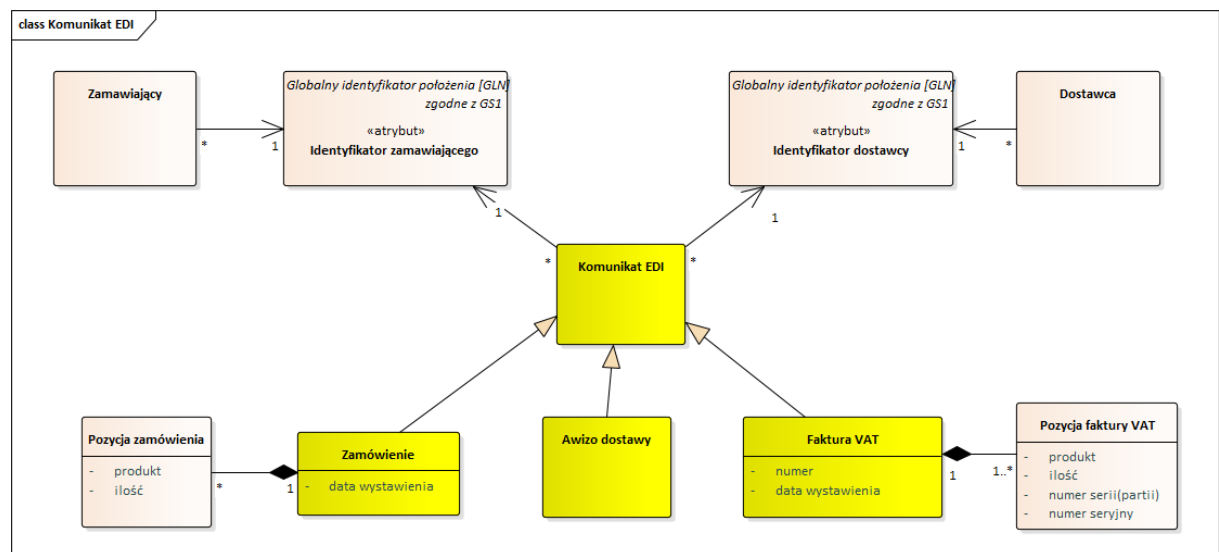 class Komunikat EDI
Zamawiający
Globalny identyfikator położenia [GLN]
zgodne z GS1
«atrybut»
Identyfikator zamawiającego
Globalny identyfikator położenia [GLN]
zgodne z GS1
«atrybut»
Identyfikator dostawcy
Dostawca
*
1
1
*
1
1
*
*
Komunikat EDI
Pozycja zamówienia
- produkt
- ilość
*
1
Zamówienie
- data wystawienia
Awizo dostawy
Faktura VAT
- numer
- data wystawienia
1
1..*
Pozycja faktury VAT
- produkt
- ilość
- numer serii(partii)
- numer seryjny